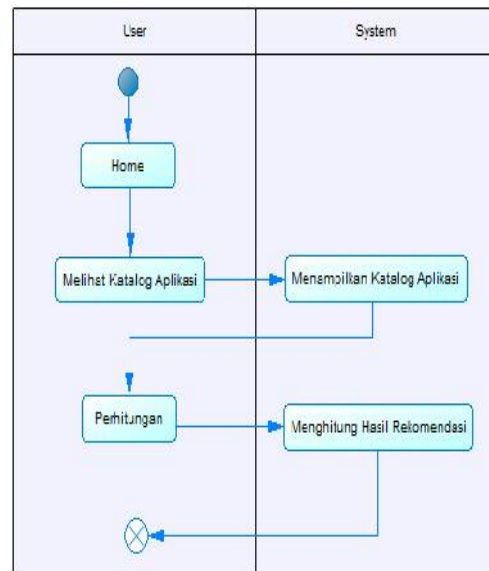 User
System
Home
Melihat Katalog Aplikasi
Menampilkan Katalog Aplikasi
Perhitungan
Menghitung Hasil Rekomendasi